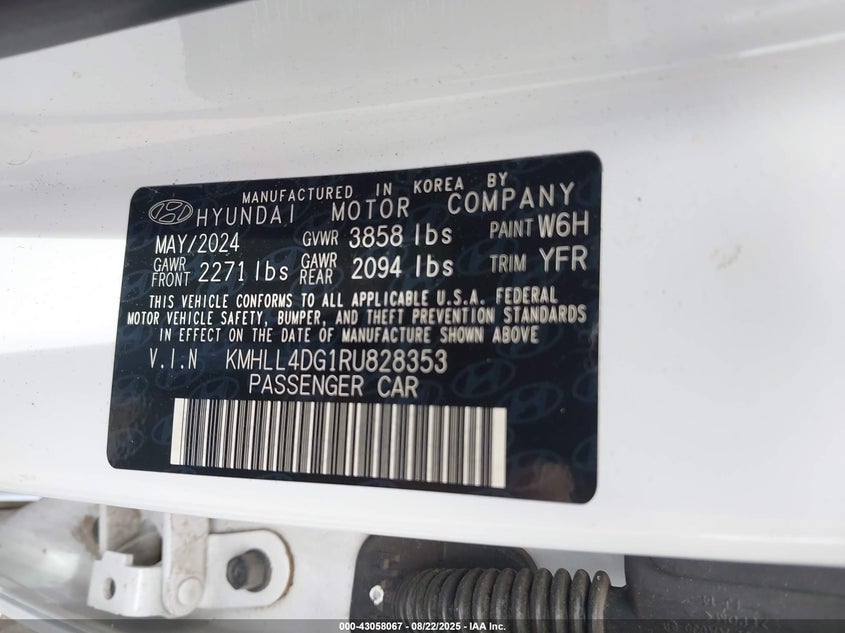 MANUFACTURED IN KOREA BY
HYUNDAI MOTOR COMPANY
MAY/2024 GVWR 3858 lbs PAINT W6H
GAWR FRONT 2271 lbs GAWR REAR 2094 lbs TRIM YFR
THIS VEHICLE CONFORMS TO ALL APPLICABLE U.S.A. FEDERAL
MOTOR VEHICLE SAFETY, BUMPER, AND THEFT PREVENTION STANDARDS
IN EFFECT ON THE DATE OF MANUFACTURE SHOWN ABOVE
V.I.N KMHLL4DG1RU828353
PASSENGER CAR
000-43058067 - 08/22/2025 - IAAI.COM